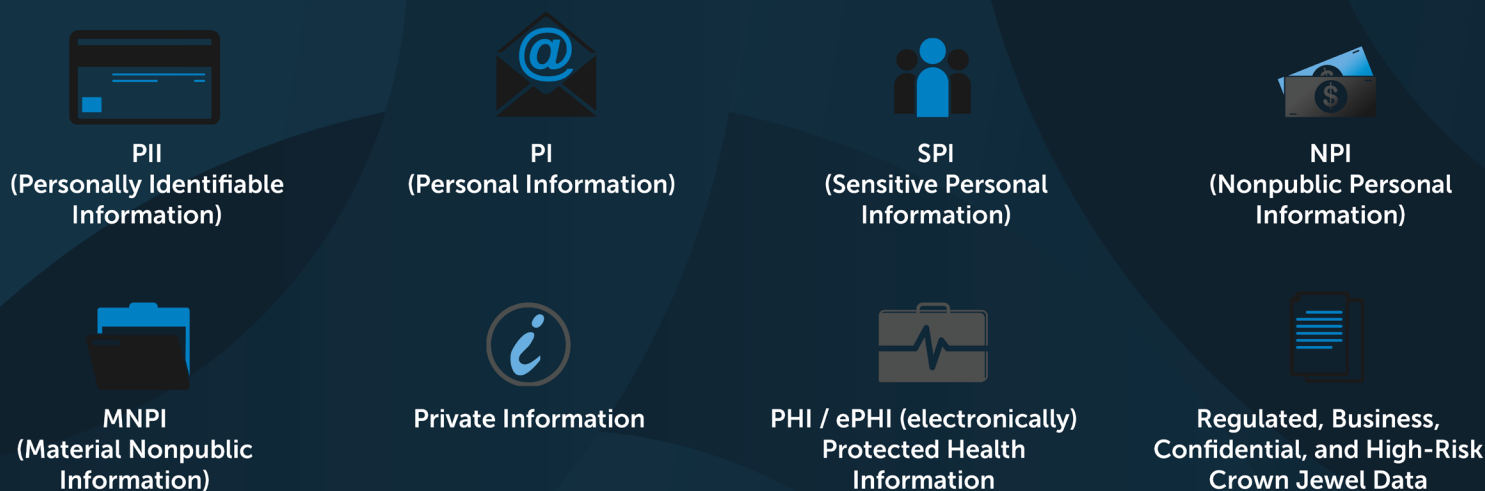 PII
(Personally Identifiable
Information)
PI
(Personal Information)
SPI
(Sensitive Personal
Information)
NPI
(Nonpublic Personal
Information)
MNPI
(Material Nonpublic
Information)
Private Information
PHI / ePHI (electronically)
Protected Health
Information
Regulated, Business,
Confidential, and High-Risk
Crown Jewel Data